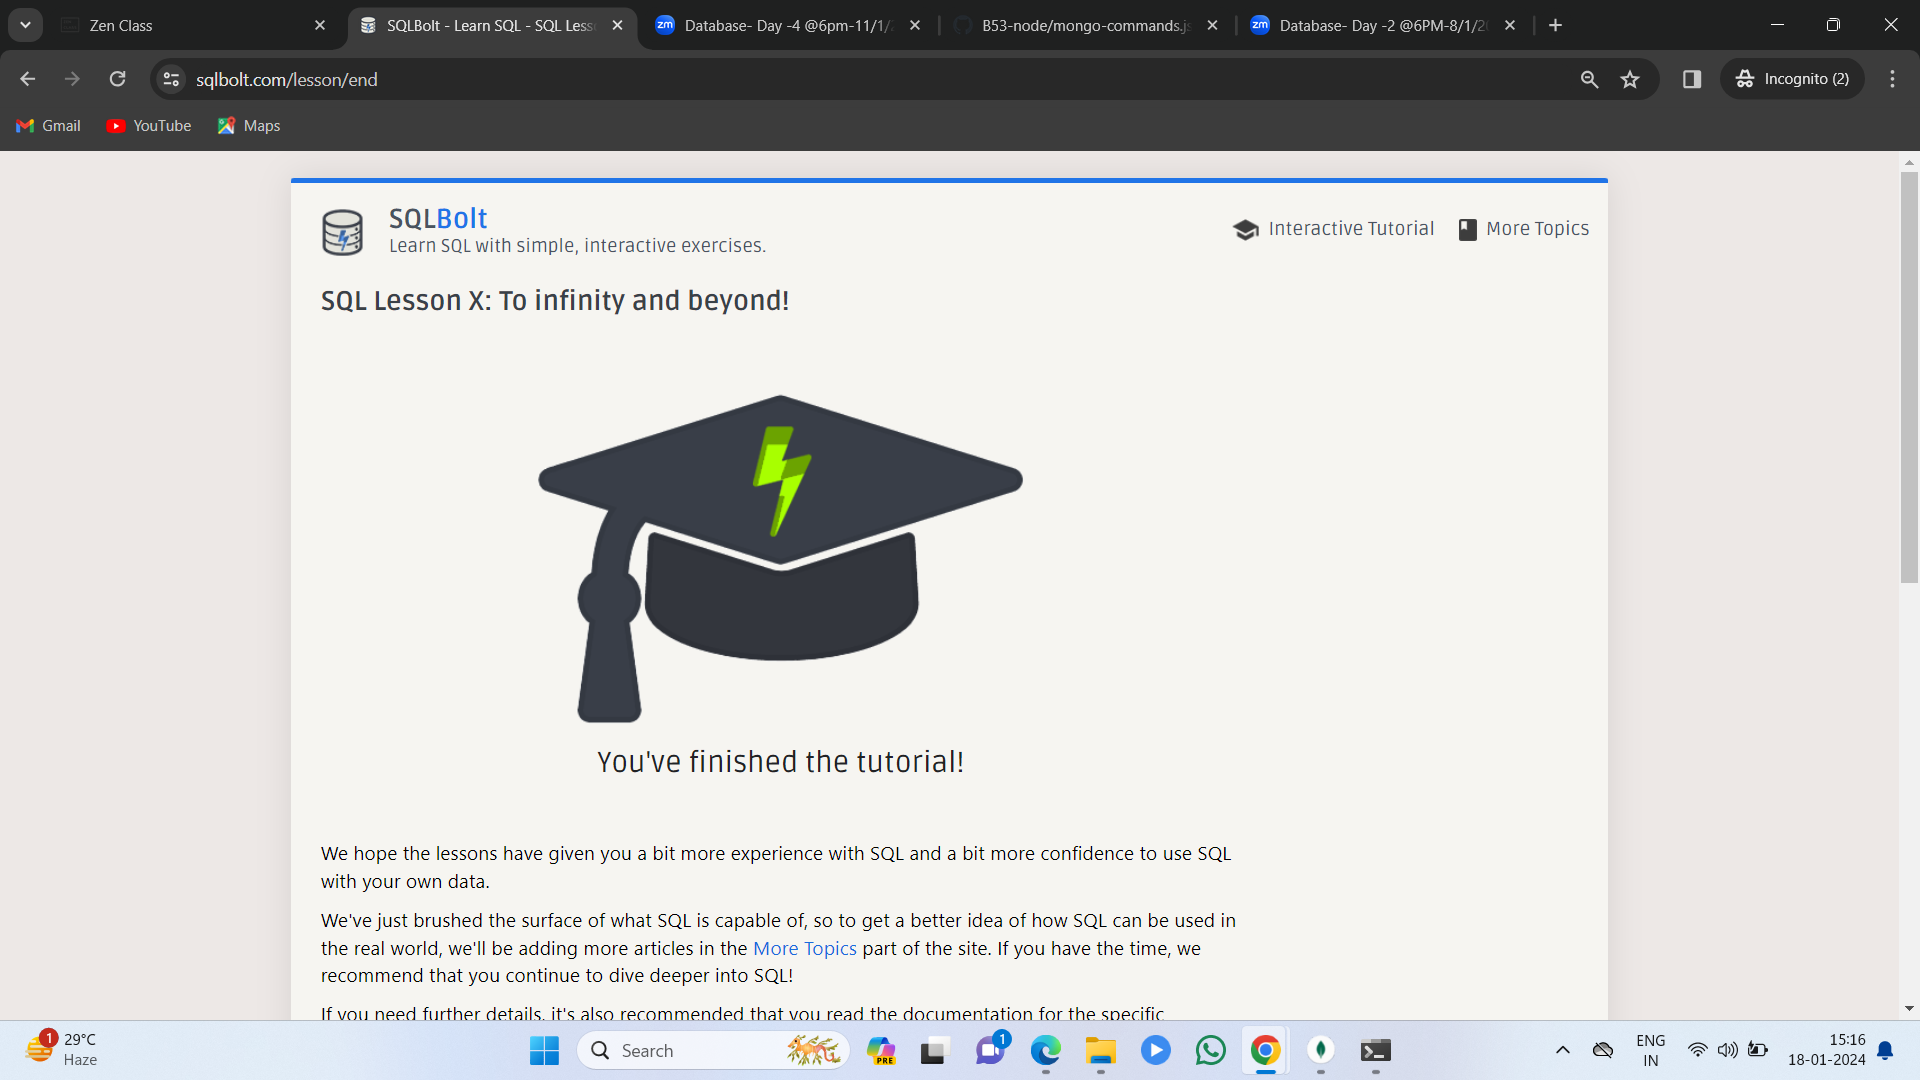 Zen Class
SQLBolt - Learn SQL - SQL Less
Database- Day -4 @6pm-11/1/
B53-node/mongo-commands.js
Database- Day -2 @6PM-8/1/2
sqlbolt.com/lesson/end
Incognito (2)
Gmail
YouTube
Maps
SQLBolt
Learn SQL with simple, interactive exercises.
Interactive Tutorial
More Topics
SQL Lesson X: To infinity and beyond!
You've finished the tutorial!
We hope the lessons have given you a bit more experience with SQL and a bit more confidence to use SQL
with your own data.
We've just brushed the surface of what SQL is capable of, so to get a better idea of how SQL can be used in
the real world, we'll be adding more articles in the More Topics part of the site. If you have the time, we
recommend that you continue to dive deeper into SQL!
If you need further details, it's also recommended that you read the documentation for the specific
1
29°C
Haze
Search
PRE
1
ENG
IN
15:16
18-01-2024